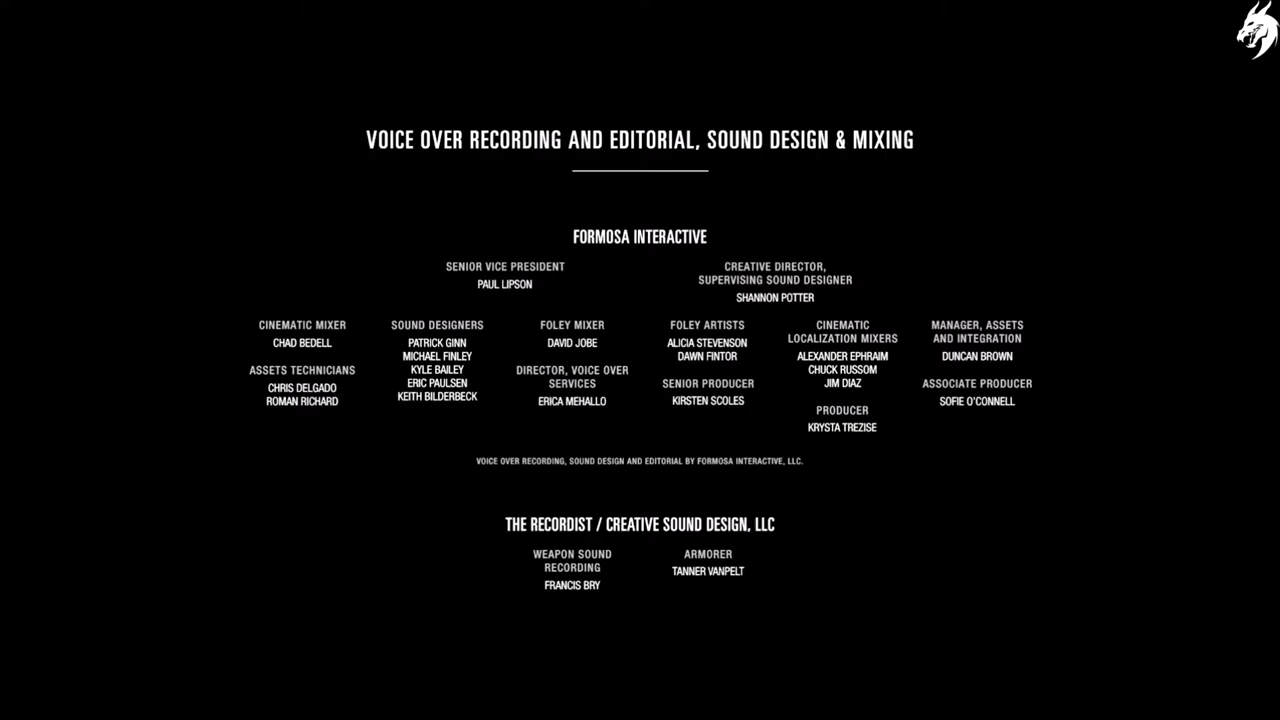 VOICE OVER RECORDING AND EDITORIAL, SOUND DESIGN & MIXING
FORMOSA INTERACTIVE
SENIOR VICE PRESIDENT
PAUL LIPSON
CREATIVE DIRECTOR,
SUPERVISING SOUND DESIGNER
SHANNON POTTER
CINEMATIC MIXER
CHAD BEDELL
ASSETS TECHNICIANS
CHRIS DELGADO
ROMAN RICHARD
SOUND DESIGNERS
PATRICK GINN
MICHAEL FINLEY
KYLE BAILEY
ERIC PAULSEN
KEITH BILDERBECK
FOLEY MIXER
DAVID JOBE
DIRECTOR, VOICE OVER
SERVICES
ERICA MEHALLO
FOLEY ARTISTS
ALICIA STEVENSON
DAWN FINTOR
SENIOR PRODUCER
KIRSTEN SCOLES
CINEMATIC
LOCALIZATION MIXERS
ALEXANDER EPHRAIM
CHUCK RUSSOM
JIM DIAZ
PRODUCER
KRYSTA TREZISE
MANAGER, ASSETS
AND INTEGRATION
DUNCAN BROWN
ASSOCIATE PRODUCER
SOFIE O'CONNELL
VOICE OVER RECORDING, SOUND DESIGN AND EDITORIAL BY FORMOSA INTERACTIVE, LLC.
THE RECORDIST / CREATIVE SOUND DESIGN, LLC
WEAPON SOUND
RECORDING
FRANCIS BRY
ARMORER
TANNER VANPELT